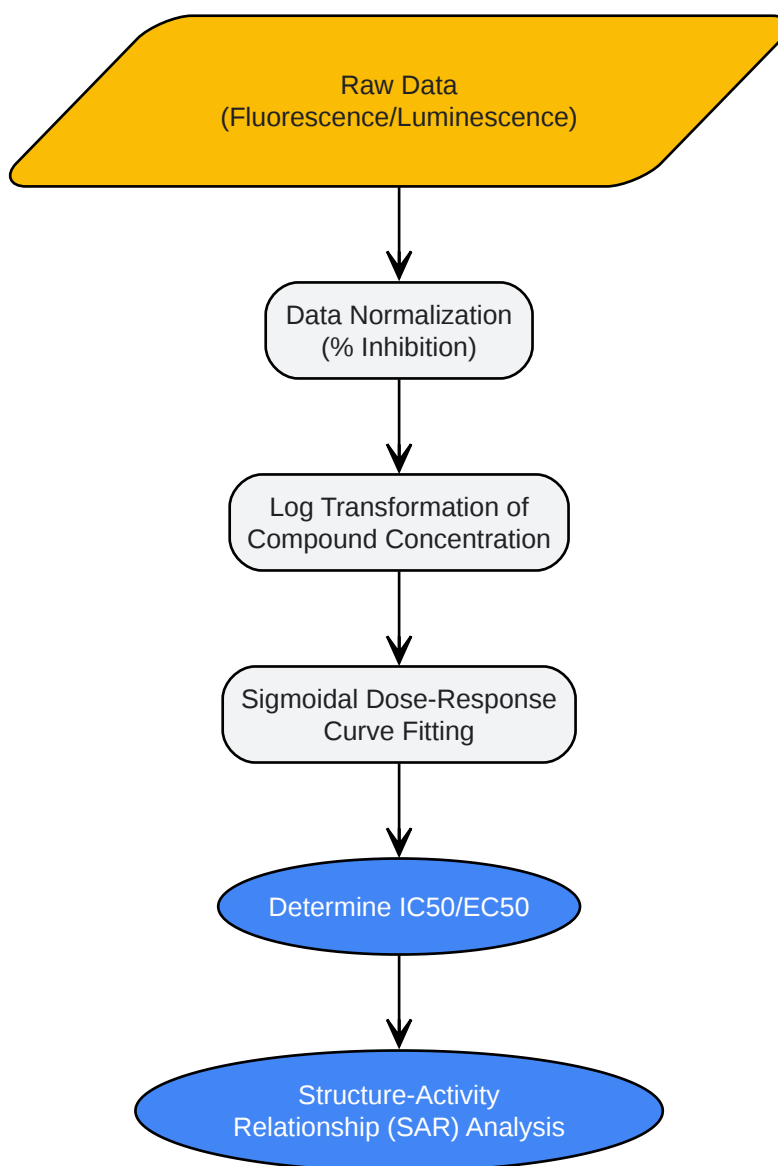 Raw Data
(Fluorescence/Luminescence)
Data Normalization
(% Inhibition)
Log Transformation of
Compound Concentration
Sigmoidal Dose-Response
Curve Fitting
Determine IC50/EC50
Structure-Activity
Relationship (SAR) Analysis